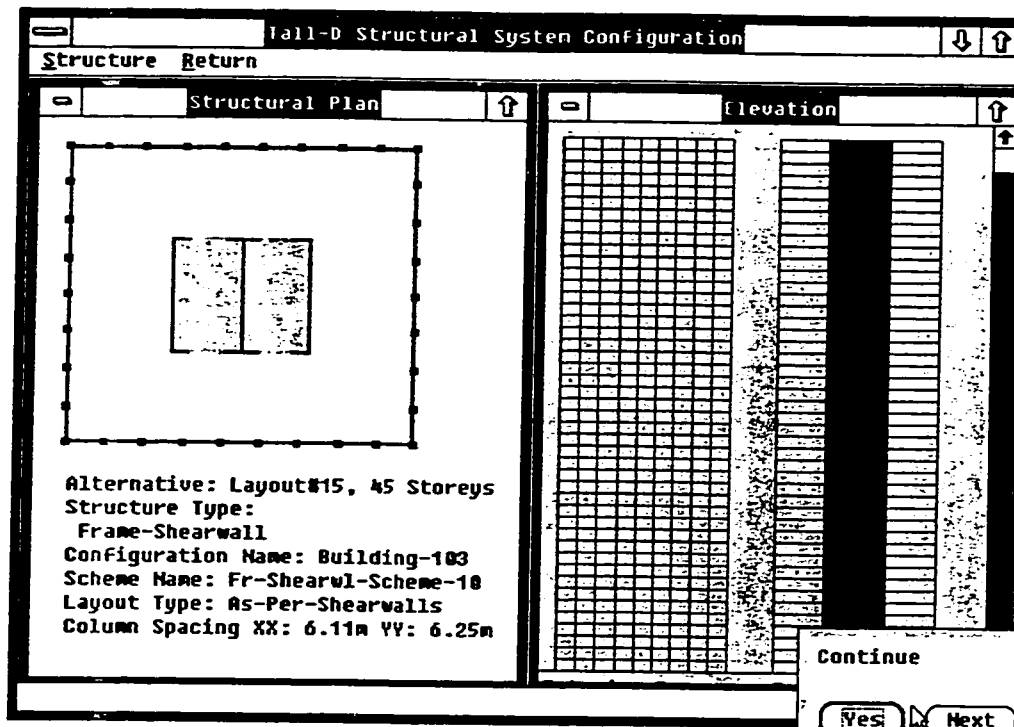 Tall-D Structural System Configuration
Structure Return
Structural Plan
Elevation
Alternative: Layout#15, 45 Storeys
Structure Type:
Frame-Shearwall
Configuration Name: Building-103
Scheme Name: Fr-Shearwl-Scheme-10
Layout Type: As-Per-Shearwalls
Column Spacing XX: 6.11m YY: 6.25m
Continue
Yes
Next